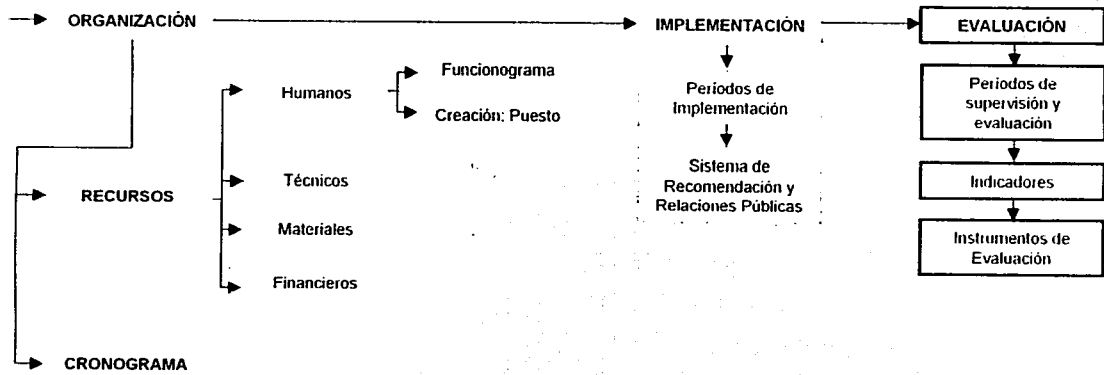 ORGANIZACIÓN
IMPLEMENTACIÓN
EVALUACIÓN
Humanos
Funcionograma
Creación: Puesto
Periodos de
Implementación
Periodos de
supervisión y
evaluación
RECURSOS
Técnicos
Materiales
Financieros
Sistema de
Recomendación y
Relaciones Públicas
Indicadores
Instrumentos de
Evaluación
CRONOGRAMA